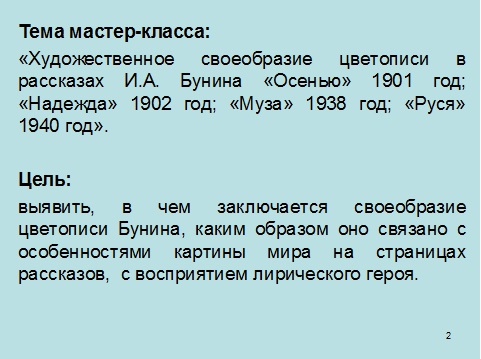 Тема мастер-класса:
«Художественное своеобразие цветописи в
рассказах И.А. Бунина «Осенью» 1901 год;
«Надежда» 1902 год; «Муза» 1938 год; «Руся»
1940 год».
Цель:
выявить, в чем заключается своеобразие
цветописи Бунина, каким образом оно связано с
особенностями картины мира на страницах
рассказов, с восприятием лирического героя.
2